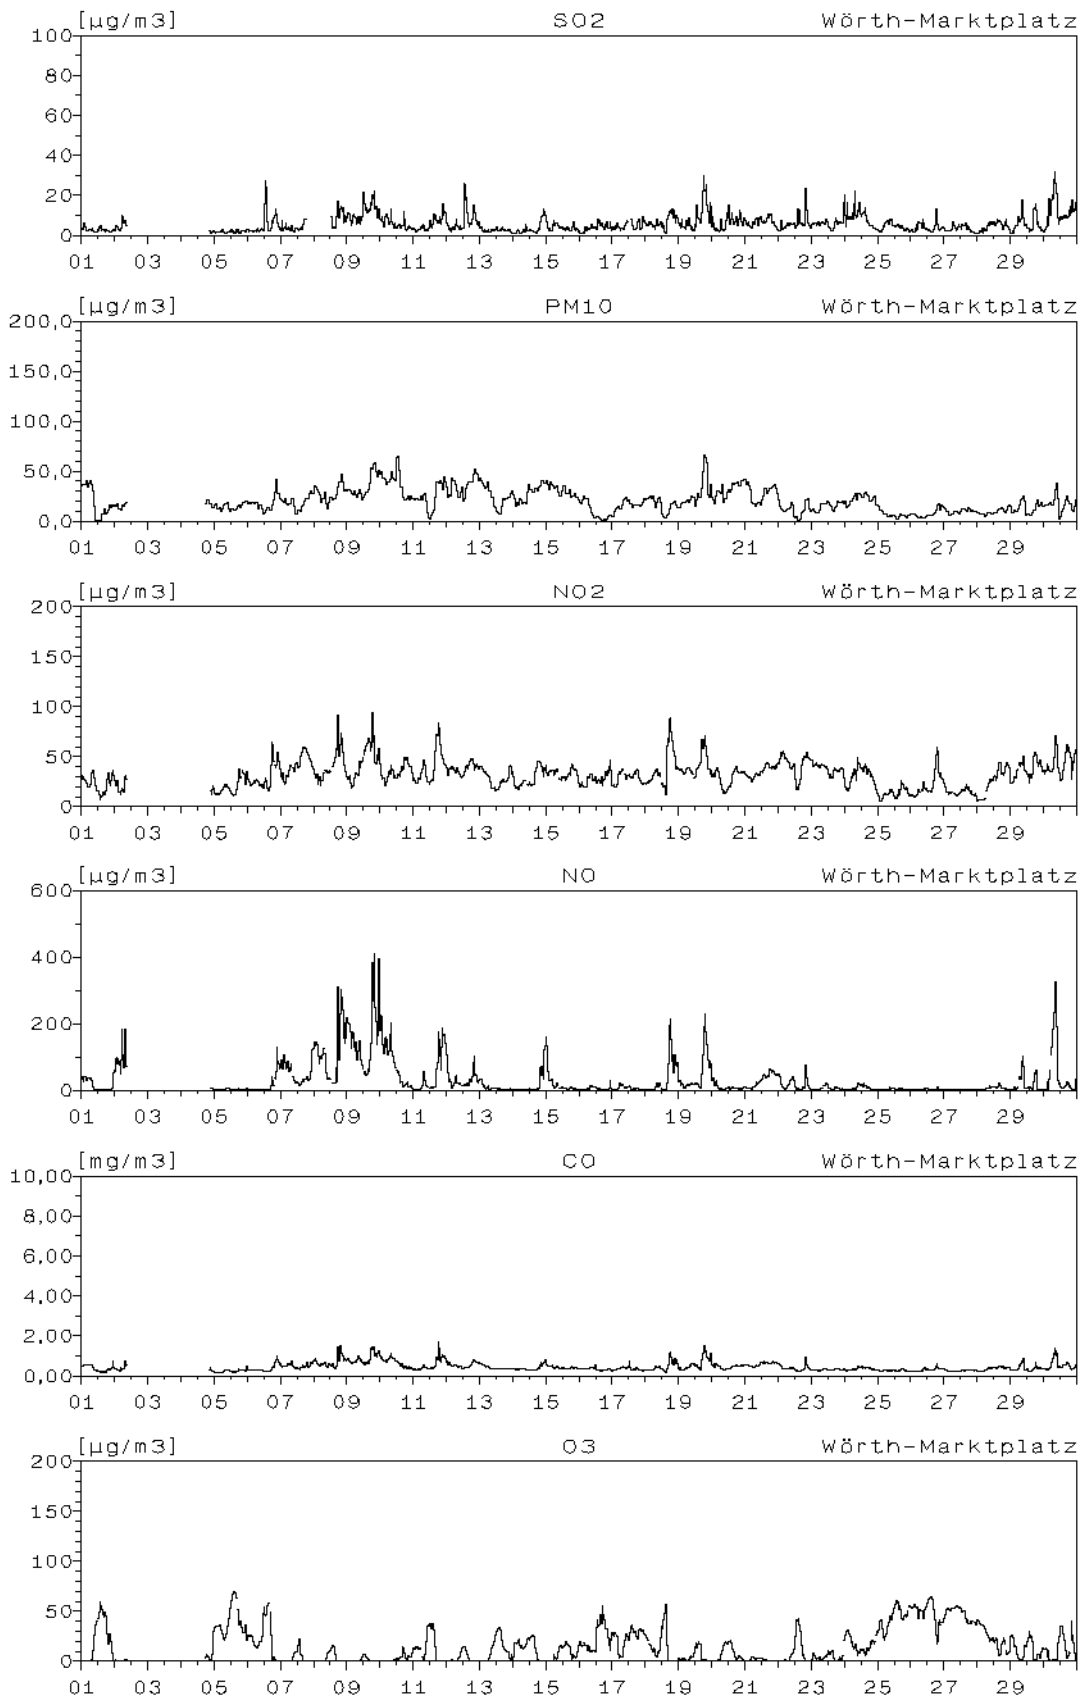 [µg/m3] SO2 Wörth-Marktplatz
100
80
60
40
20
0
01 03 05 07 09 11 13 15 17 19 21 23 25 27 29
[µg/m3] PM10 Wörth-Marktplatz
200,0
150,0
100,0
50,0
0,0
01 03 05 07 09 11 13 15 17 19 21 23 25 27 29
[µg/m3] NO2 Wörth-Marktplatz
200
150
100
50
0
01 03 05 07 09 11 13 15 17 19 21 23 25 27 29
[µg/m3] NO Wörth-Marktplatz
600
400
200
0
01 03 05 07 09 11 13 15 17 19 21 23 25 27 29
[mg/m3] CO Wörth-Marktplatz
10,00
8,00
6,00
4,00
2,00
0,00
01 03 05 07 09 11 13 15 17 19 21 23 25 27 29
[µg/m3] O3 Wörth-Marktplatz
200
150
100
50
0
01 03 05 07 09 11 13 15 17 19 21 23 25 27 29